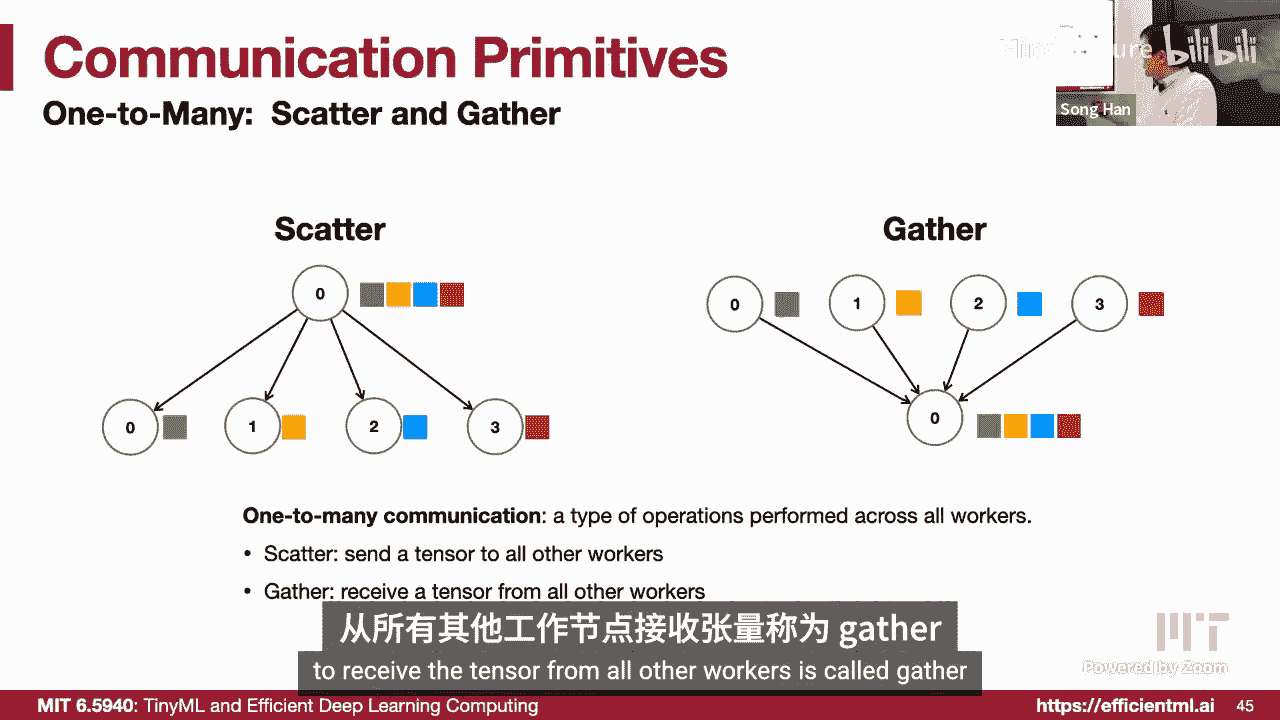 Communication Primitives
One-to-Many: Scatter and Gather
bilibili
Song Han
Scatter
Gather
0
0
1
2
3
0
1
2
3
0
One-to-many communication: a type of operations performed across all workers.
• Scatter: send a tensor to all other workers
• Gather: receive a tensor from all other workers
从所有其他工作节点接收张量称为 gather
to receive the tensor from all other workers is called gather
MIT
Powered by Zoom
MIT 6.5940: TinyML and Efficient Deep Learning Computing
https://efficientml.ai
45